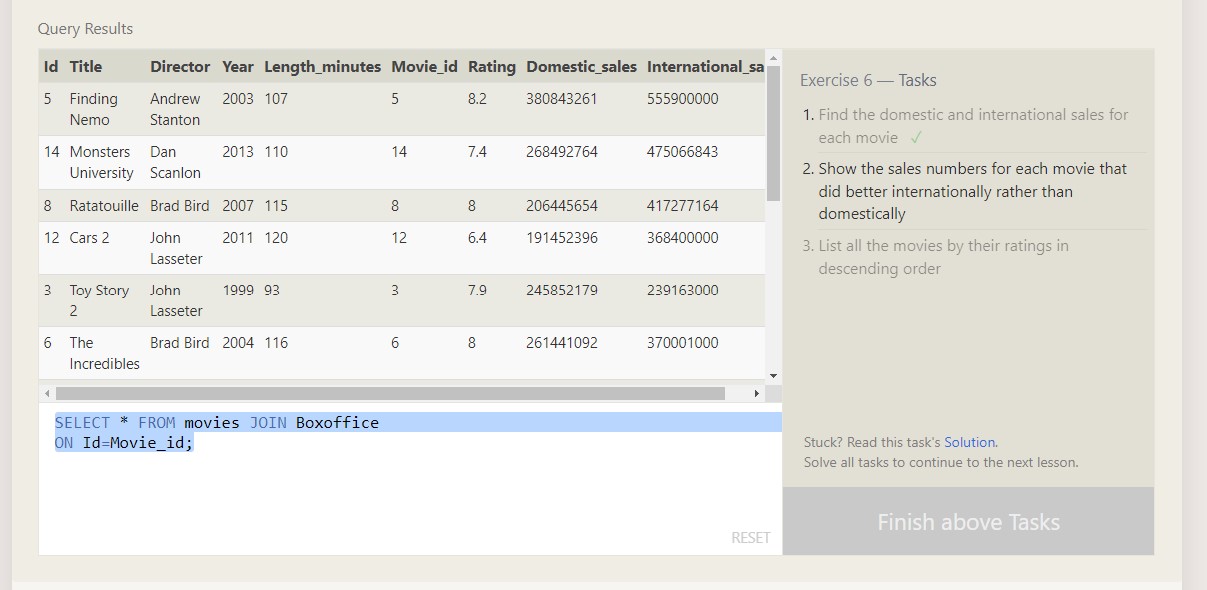 Query Results
Id Title Director Year Length_minutes Movie_id Rating Domestic_sales International_sa
5 Finding Nemo Andrew Stanton 2003 107 5 8.2 380843261 555900000
14 Monsters University Dan Scanlon 2013 110 14 7.4 268492764 475066843
8 Ratatouille Brad Bird 2007 115 8 8 206445654 417277164
12 Cars 2 John Lasseter 2011 120 12 6.4 191452396 368400000
3 Toy Story 2 John Lasseter 1999 93 3 7.9 245852179 239163000
6 The Incredibles Brad Bird 2004 116 6 8 261441092 370001000
SELECT * FROM movies JOIN Boxoffice
ON Id=Movie_id;
RESET
Exercise 6 — Tasks
1. Find the domestic and international sales for
each movie ✓
2. Show the sales numbers for each movie that
did better internationally rather than
domestically
3. List all the movies by their ratings in
descending order
Stuck? Read this task's Solution.
Solve all tasks to continue to the next lesson.
Finish above Tasks